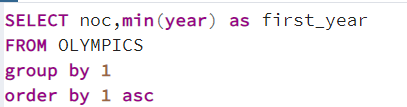 SELECT noc,min(year) as first_year
FROM OLYMPICS
group by 1
order by 1 asc